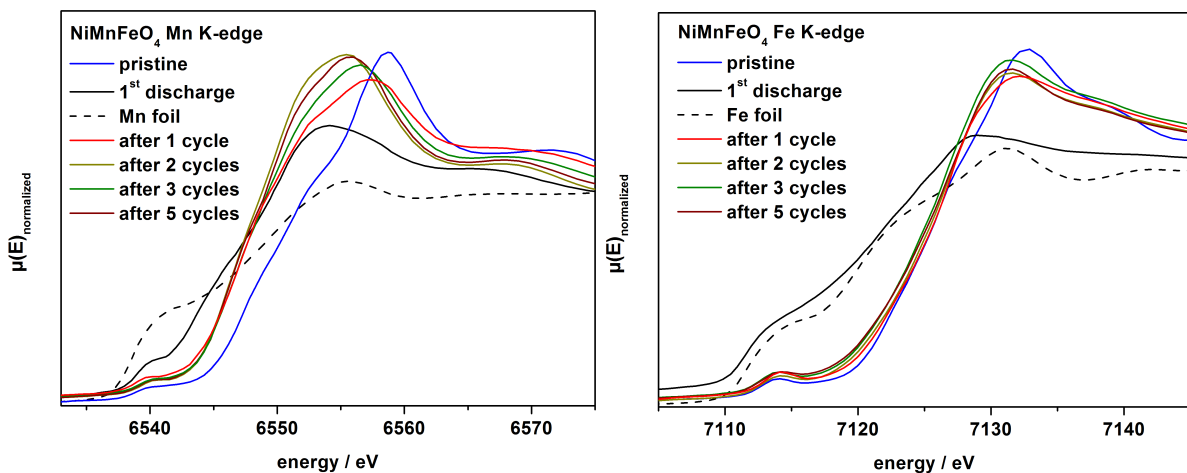 NiMnFeO₄ Mn K-edge
pristine
1ˢᵗ discharge
Mn foil
after 1 cycle
after 2 cycles
after 3 cycles
after 5 cycles
μ(E)normalized
6540 6550 6560 6570
energy / eV
NiMnFeO₄ Fe K-edge
pristine
1ˢᵗ discharge
Fe foil
after 1 cycle
after 2 cycles
after 3 cycles
after 5 cycles
μ(E)normalized
7110 7120 7130 7140
energy / eV